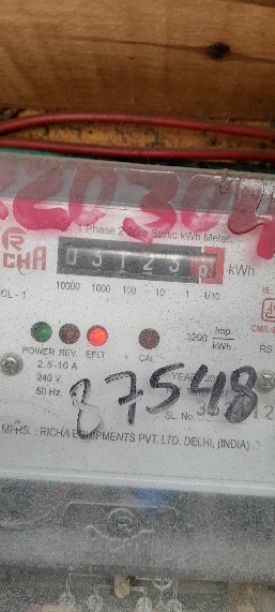 220304
1 Phase 2 Wire Static kWh Meter
RICHA
03125 kWh
CL - 1
10000 1000 100 10 1 1/10
3200 Imp/kWh
POWER REV. EFLT CAL
2.5-10 A
240 V.
50 Hz.
87548
SL. No.
MFRS. : RICHA EQUIPMENTS PVT. LTD. DELHI, (INDIA)